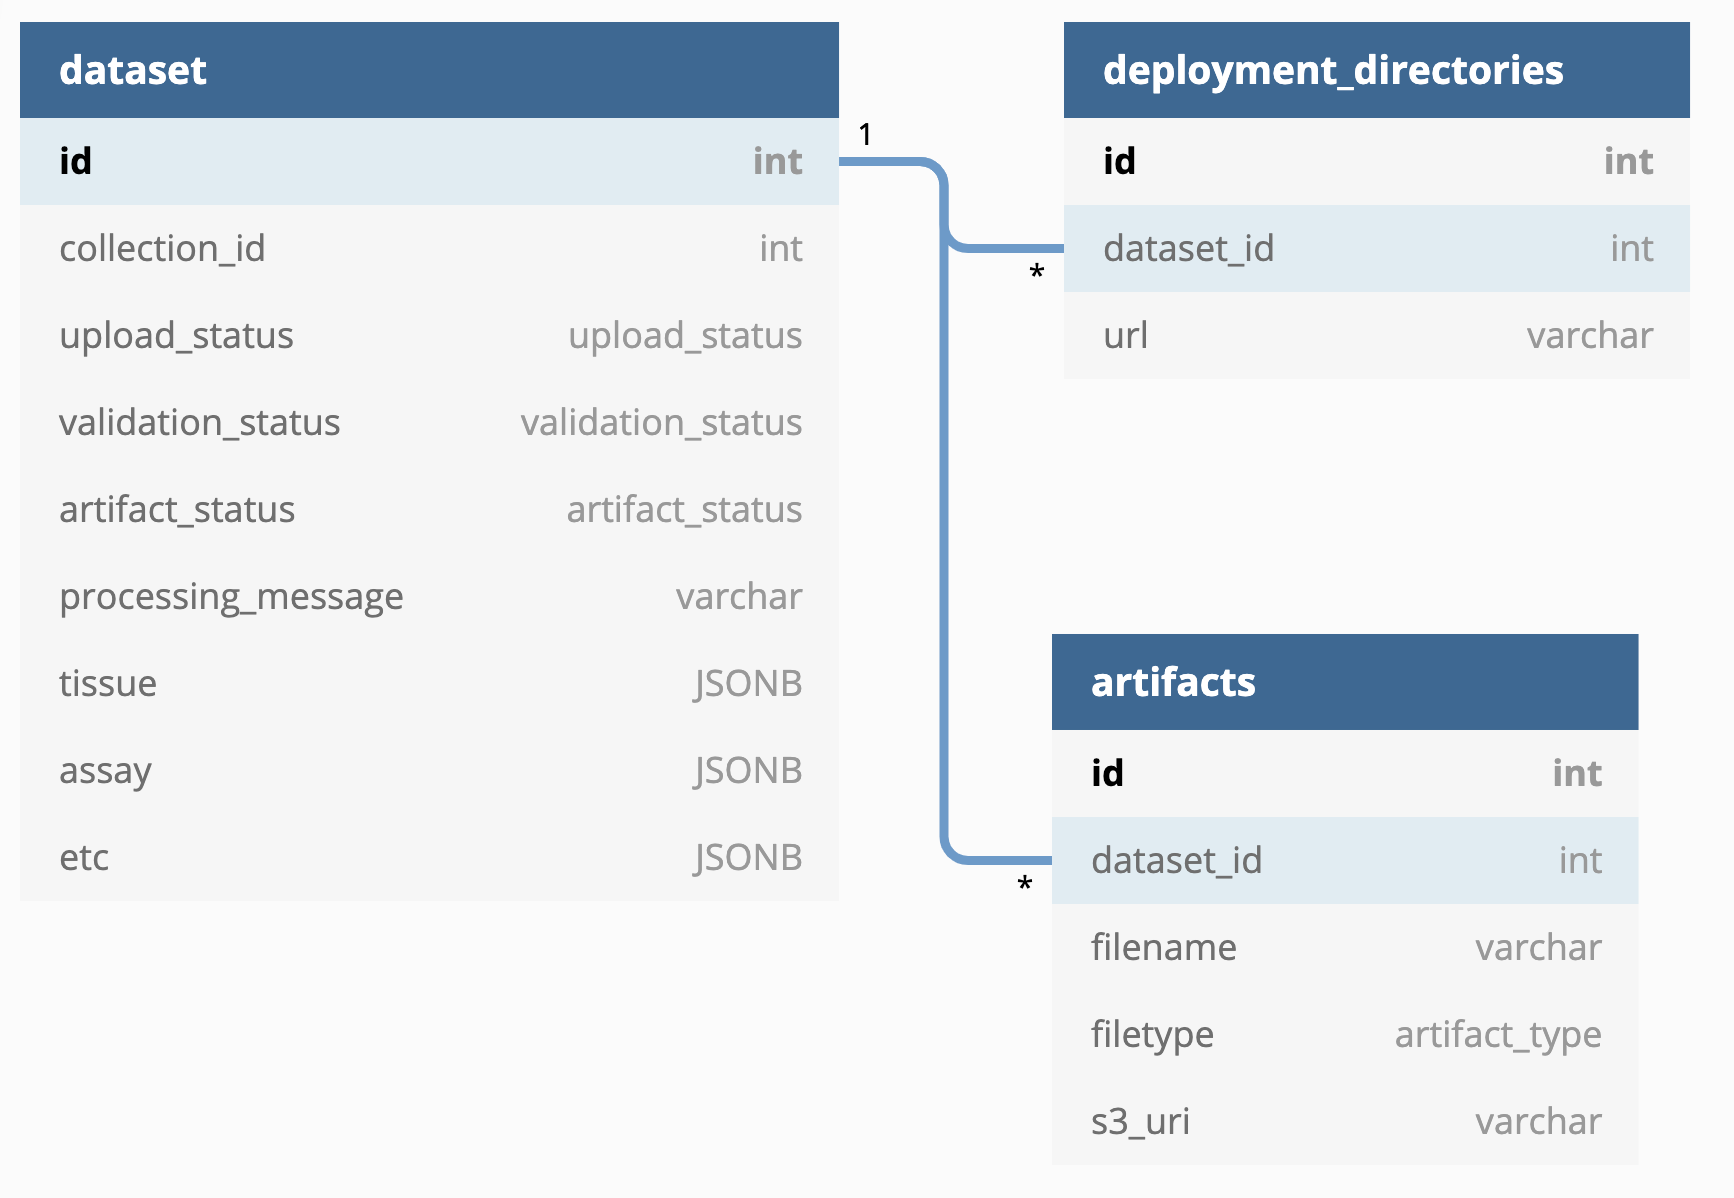 dataset
id int
collection_id int
upload_status upload_status
validation_status validation_status
artifact_status artifact_status
processing_message varchar
tissue JSONB
assay JSONB
etc JSONB
1
*
*
deployment_directories
id int
dataset_id int
url varchar
artifacts
id int
dataset_id int
filename varchar
filetype artifact_type
s3_uri varchar